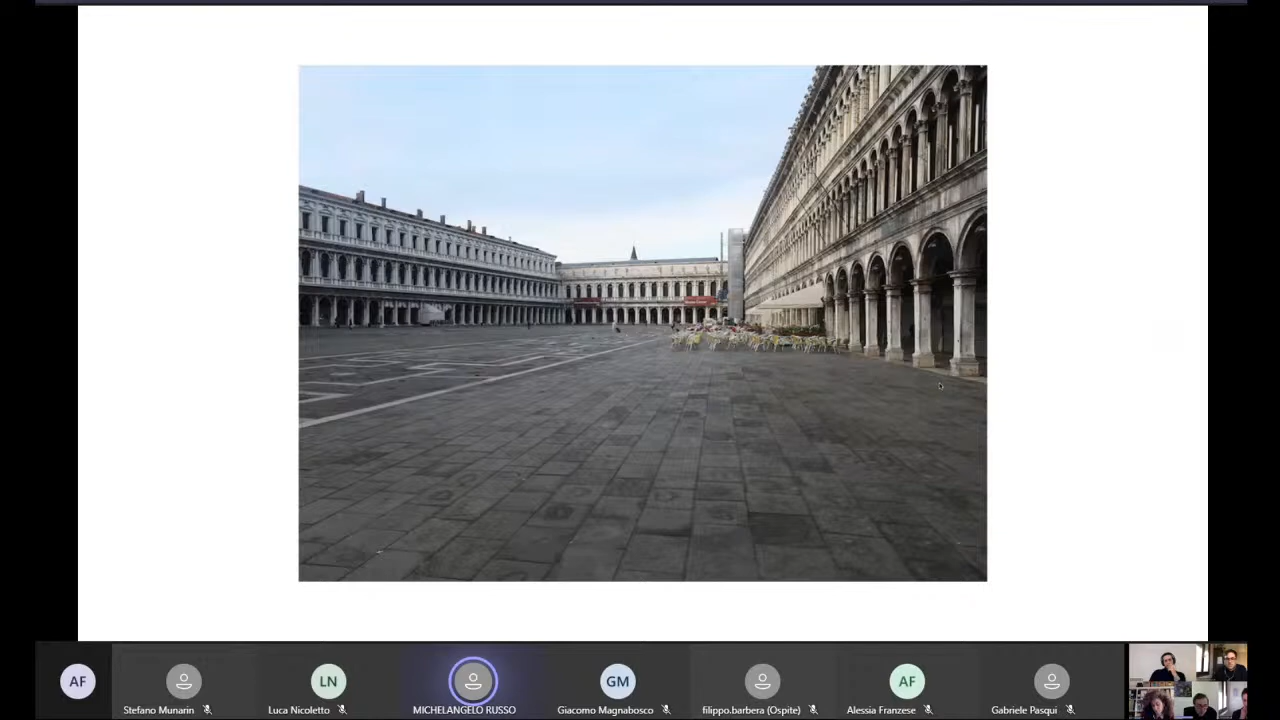 AF
Stefano Munarin
LN
Luca Nicoletto
MICHELANGELO RUSSO
GM
Giacomo Magnabosco
filippo.barbera (Ospite)
AF
Alessia Franzese
Gabriele Pasqui